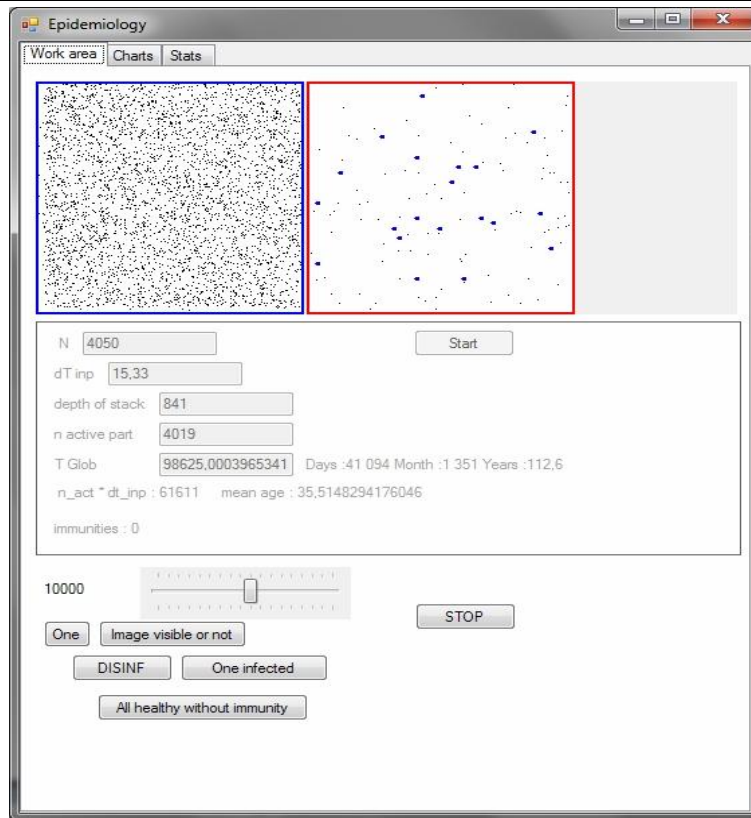 Epidemiology
Work area Charts Stats
N 4050 Start
dT inp 15,33
depth of stack 841
n active part 4019
T Glob 98625,0003965341 Days :41 094 Month :1 351 Years :112,6
n_act * dt_inp : 61611 mean age : 35,5148294176046
immunities : 0
10000
STOP
One Image visible or not
DISINF One infected
All healthy without immunity